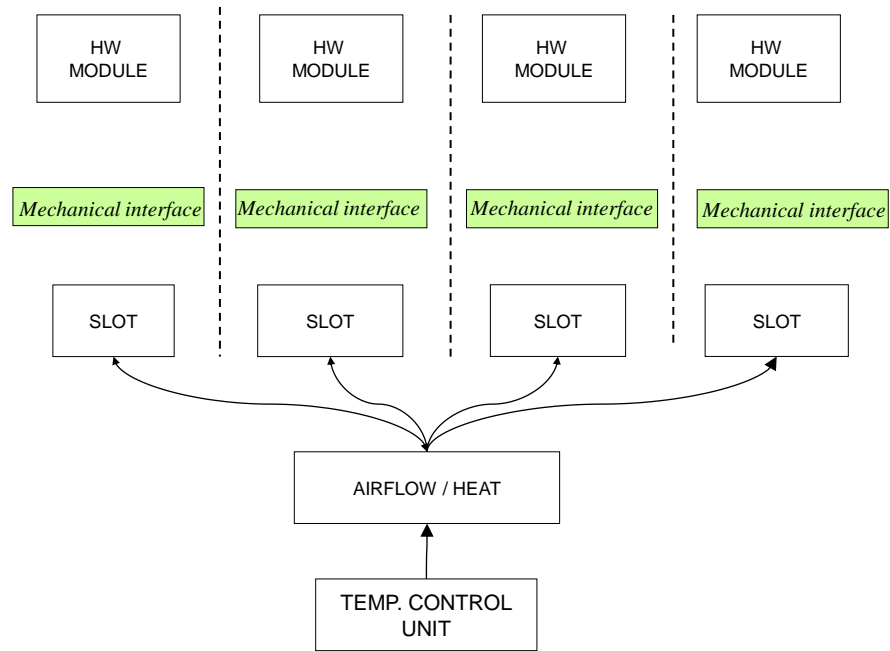 HW
MODULE
HW
MODULE
HW
MODULE
HW
MODULE
Mechanical interface
Mechanical interface
Mechanical interface
Mechanical interface
SLOT
SLOT
SLOT
SLOT
AIRFLOW / HEAT
TEMP. CONTROL
UNIT